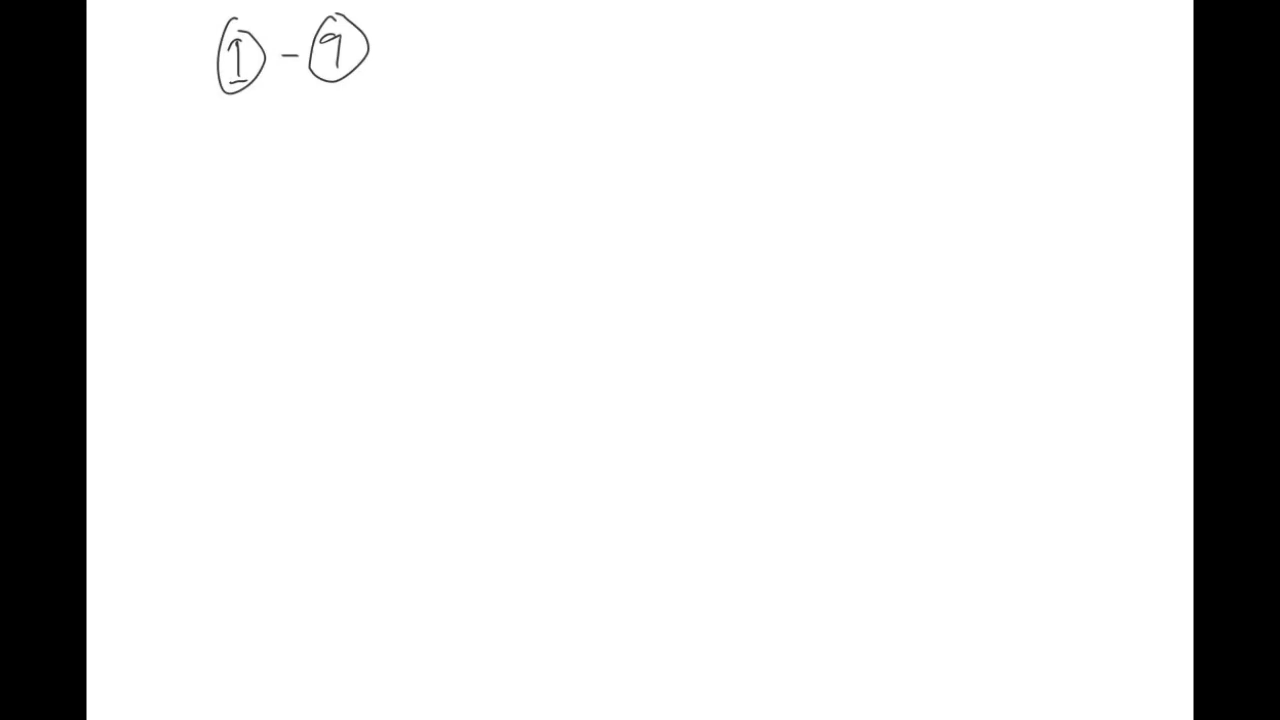 ① - ⑨